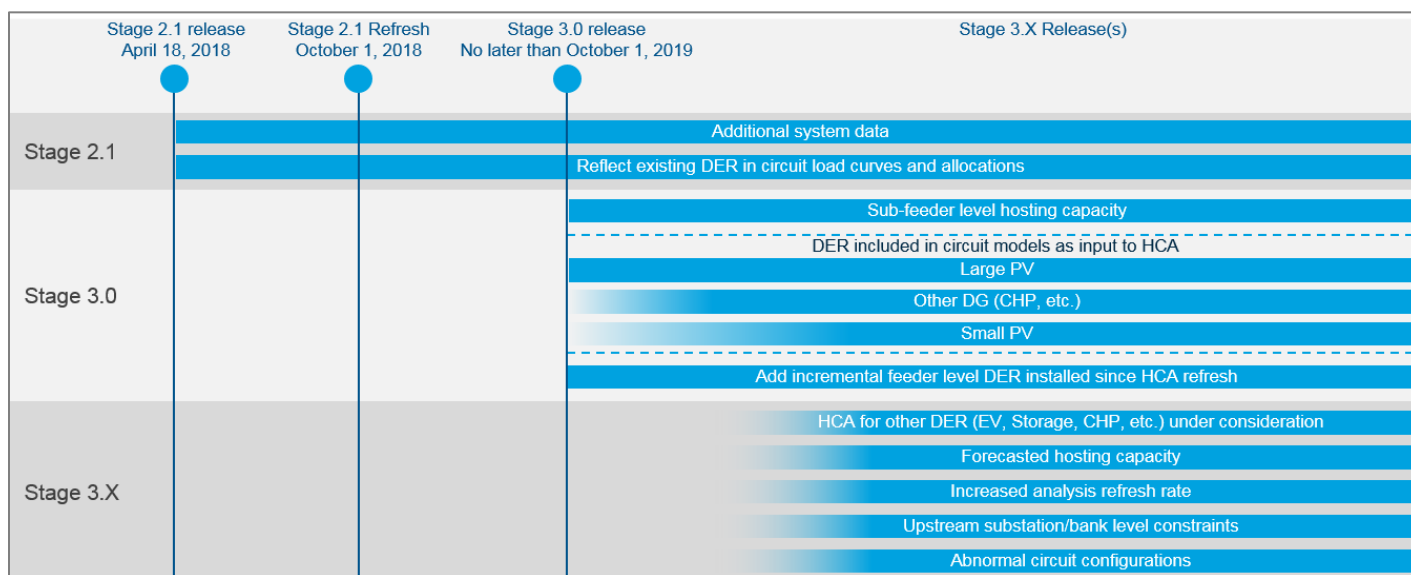 Stage 2.1 release
April 18, 2018
Stage 2.1 Refresh
October 1, 2018
Stage 3.0 release
No later than October 1, 2019
Stage 3.X Release(s)
Stage 2.1
Additional system data
Reflect existing DER in circuit load curves and allocations
Stage 3.0
Sub-feeder level hosting capacity
DER included in circuit models as input to HCA
Large PV
Other DG (CHP, etc.)
Small PV
Add incremental feeder level DER installed since HCA refresh
Stage 3.X
HCA for other DER (EV, Storage, CHP, etc.) under consideration
Forecasted hosting capacity
Increased analysis refresh rate
Upstream substation/bank level constraints
Abnormal circuit configurations